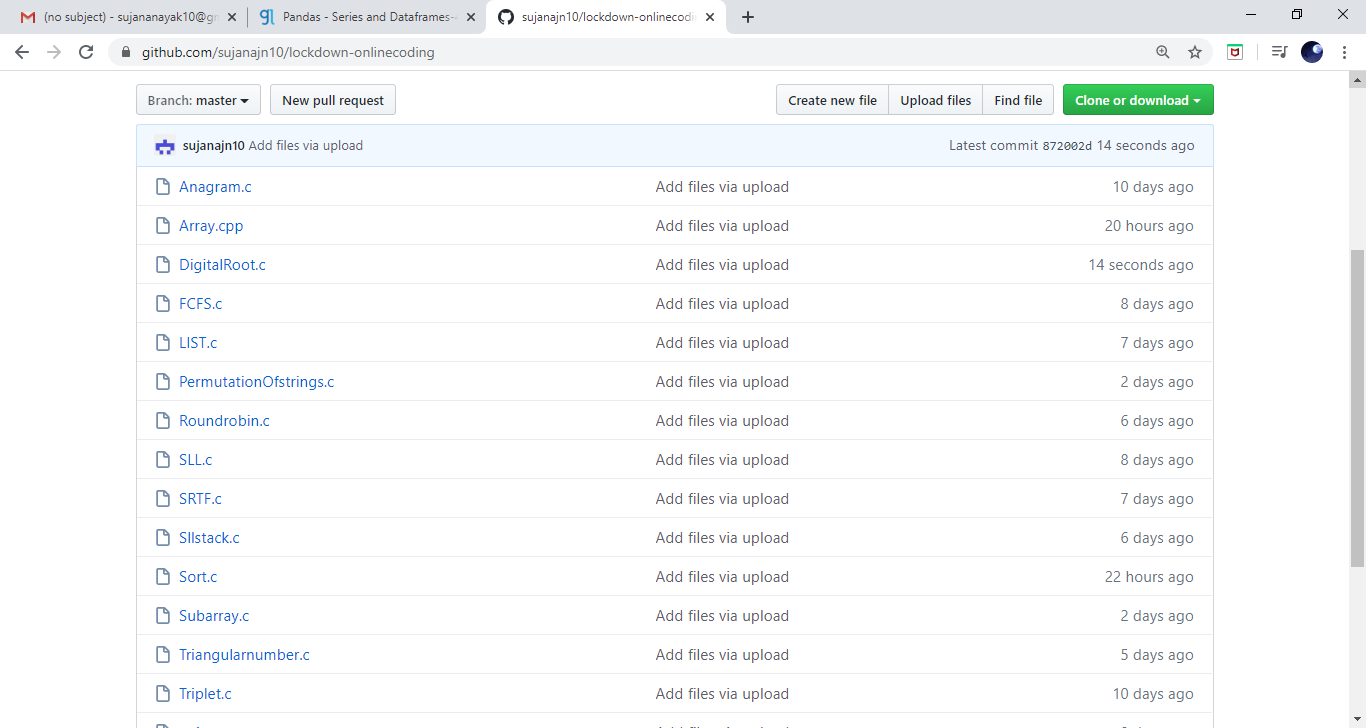 (no subject) - sujananayak10@gm
Pandas - Series and Dataframes-
sujanajn10/lockdown-onlinecodin
github.com/sujanajn10/lockdown-onlinecoding
Branch: master New pull request Create new file Upload files Find file Clone or download
sujanajn10 Add files via upload Latest commit 872002d 14 seconds ago
Anagram.c Add files via upload 10 days ago
Array.cpp Add files via upload 20 hours ago
DigitalRoot.c Add files via upload 14 seconds ago
FCFS.c Add files via upload 8 days ago
LIST.c Add files via upload 7 days ago
PermutationOfstrings.c Add files via upload 2 days ago
Roundrobin.c Add files via upload 6 days ago
SLL.c Add files via upload 8 days ago
SRTF.c Add files via upload 7 days ago
Sllstack.c Add files via upload 6 days ago
Sort.c Add files via upload 22 hours ago
Subarray.c Add files via upload 2 days ago
Triangularnumber.c Add files via upload 5 days ago
Triplet.c Add files via upload 10 days ago